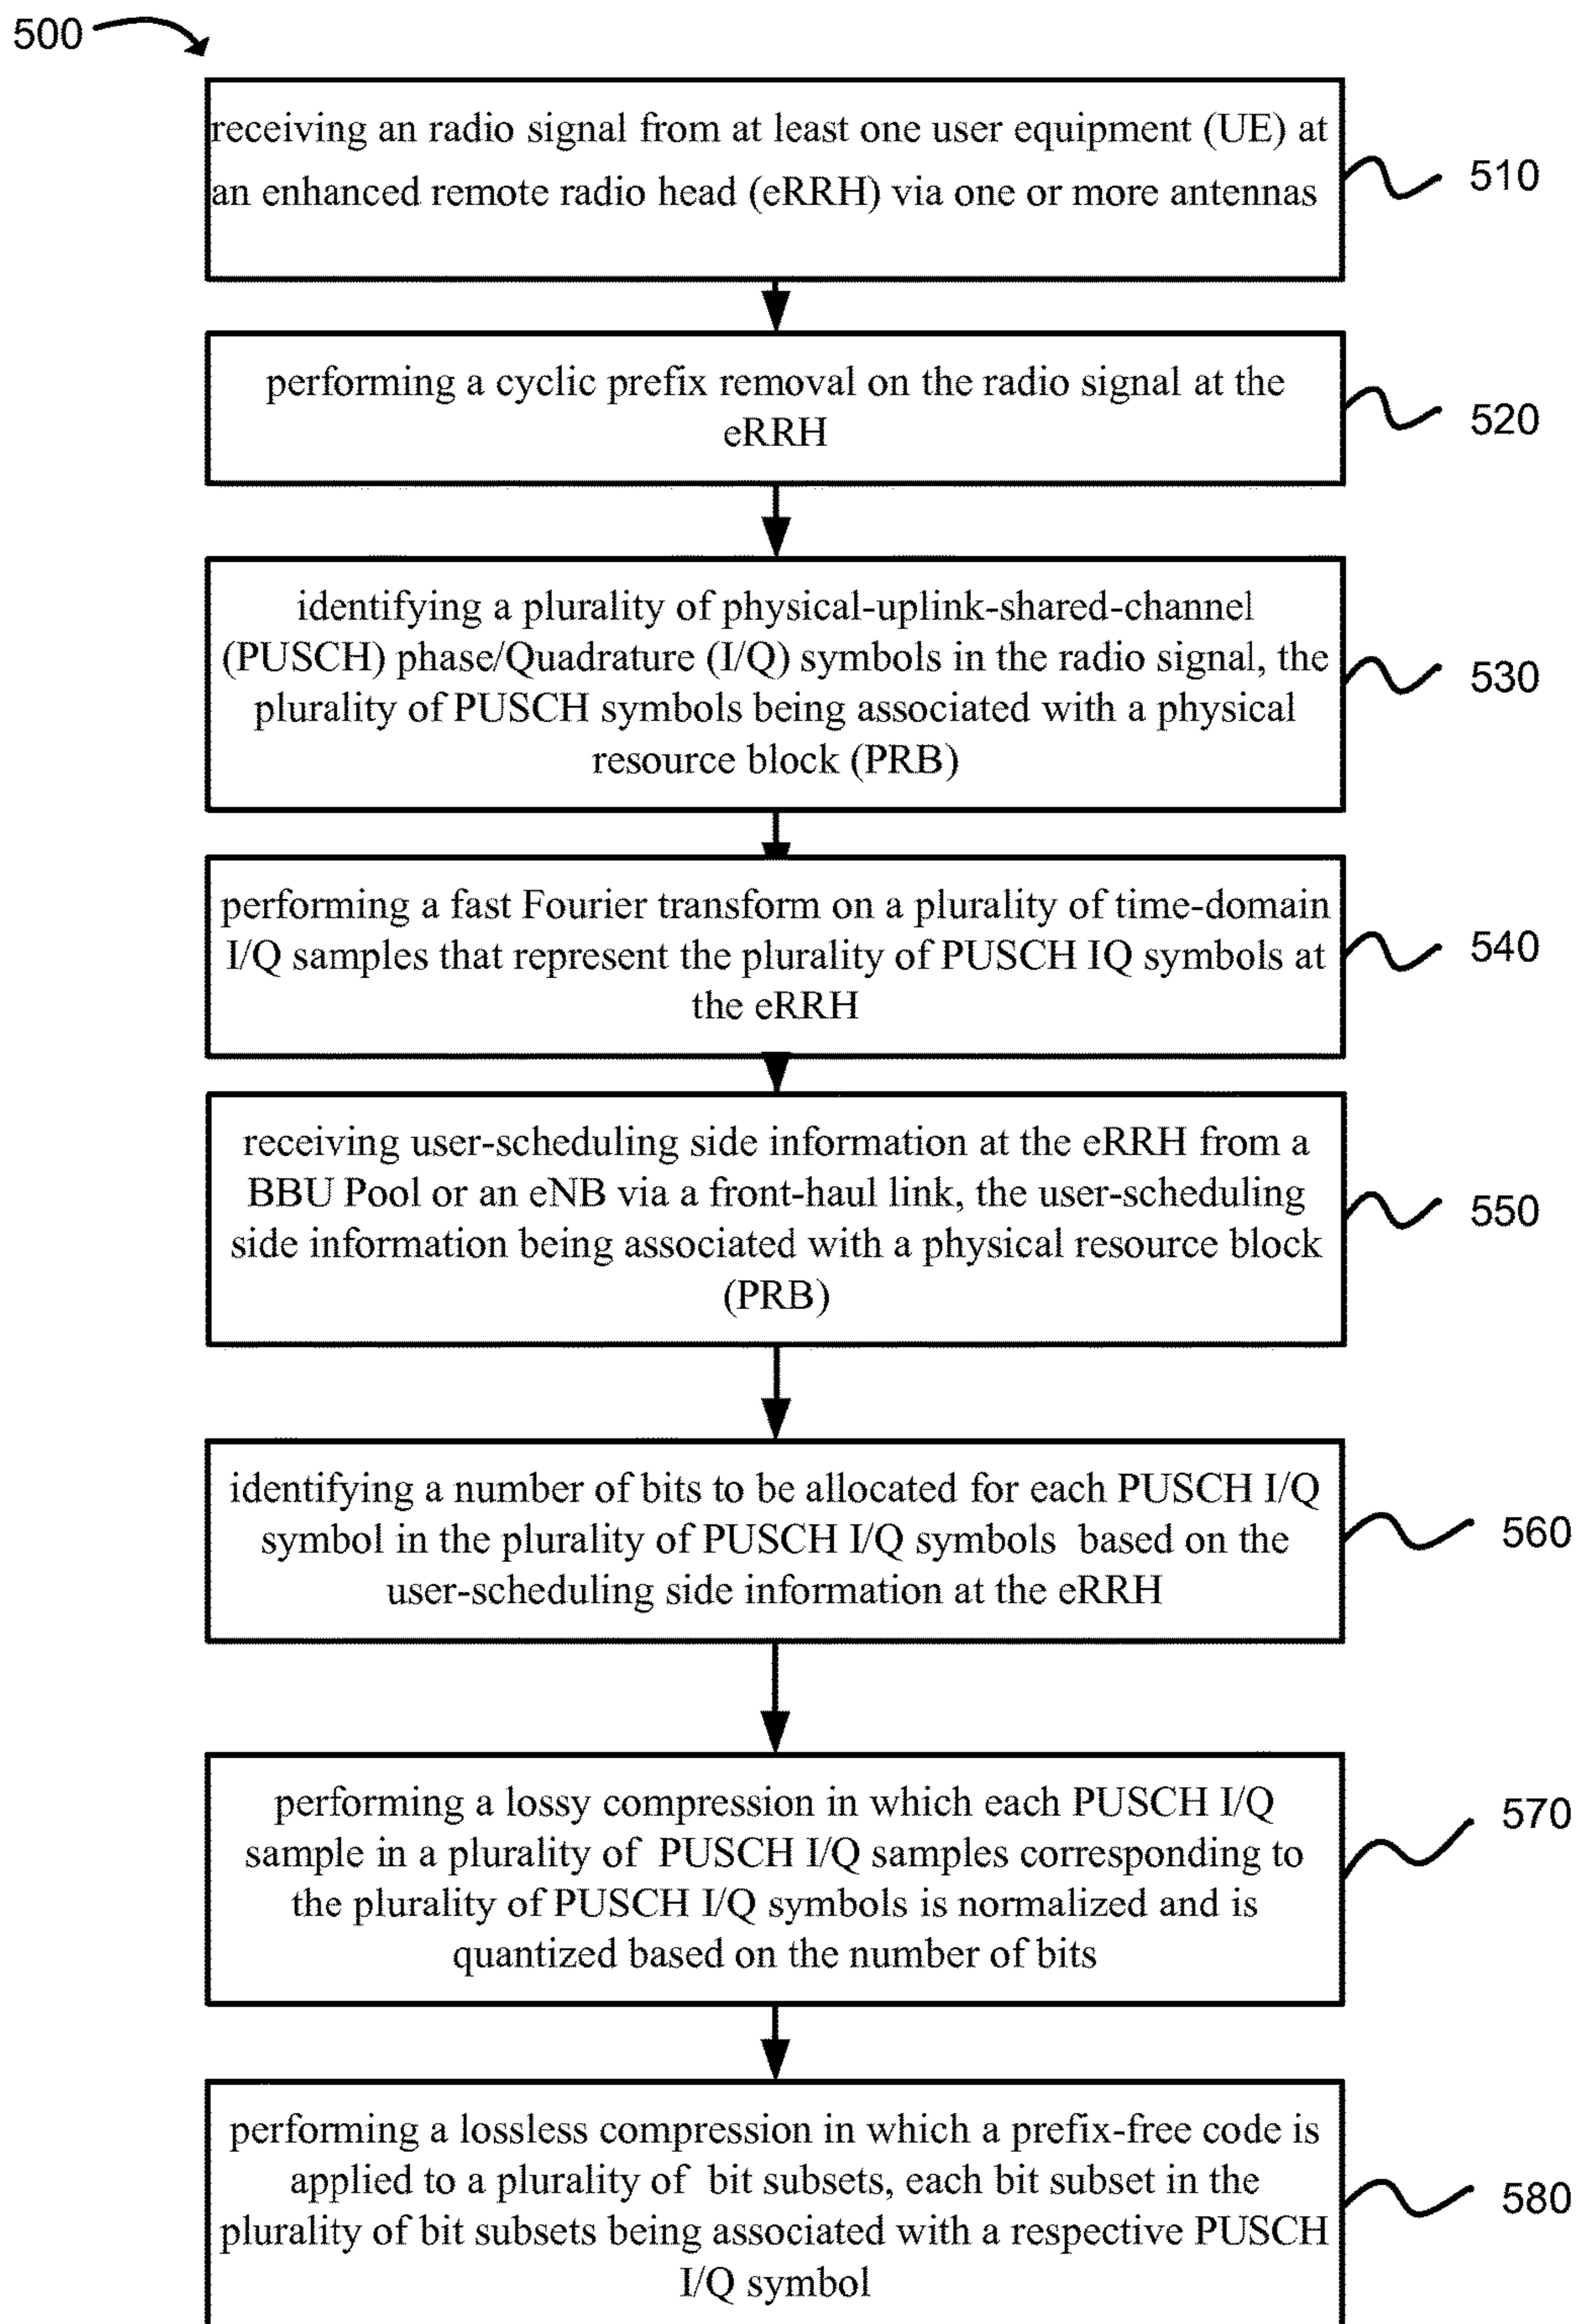 500
receiving an radio signal from at least one user equipment (UE) at
an enhanced remote radio head (eRRH) via one or more antennas
510
performing a cyclic prefix removal on the radio signal at the
eRRH
520
identifying a plurality of physical-uplink-shared-channel
(PUSCH) phase/Quadrature (I/Q) symbols in the radio signal, the
plurality of PUSCH symbols being associated with a physical
resource block (PRB)
530
performing a fast Fourier transform on a plurality of time-domain
I/Q samples that represent the plurality of PUSCH IQ symbols at
the eRRH
540
receiving user-scheduling side information at the eRRH from a
BBU Pool or an eNB via a front-haul link, the user-scheduling
side information being associated with a physical resource block
(PRB)
550
identifying a number of bits to be allocated for each PUSCH I/Q
symbol in the plurality of PUSCH I/Q symbols based on the
user-scheduling side information at the eRRH
560
performing a lossy compression in which each PUSCH I/Q
sample in a plurality of PUSCH I/Q samples corresponding to
the plurality of PUSCH I/Q symbols is normalized and is
quantized based on the number of bits
570
performing a lossless compression in which a prefix-free code is
applied to a plurality of bit subsets, each bit subset in the
plurality of bit subsets being associated with a respective PUSCH
I/Q symbol
580